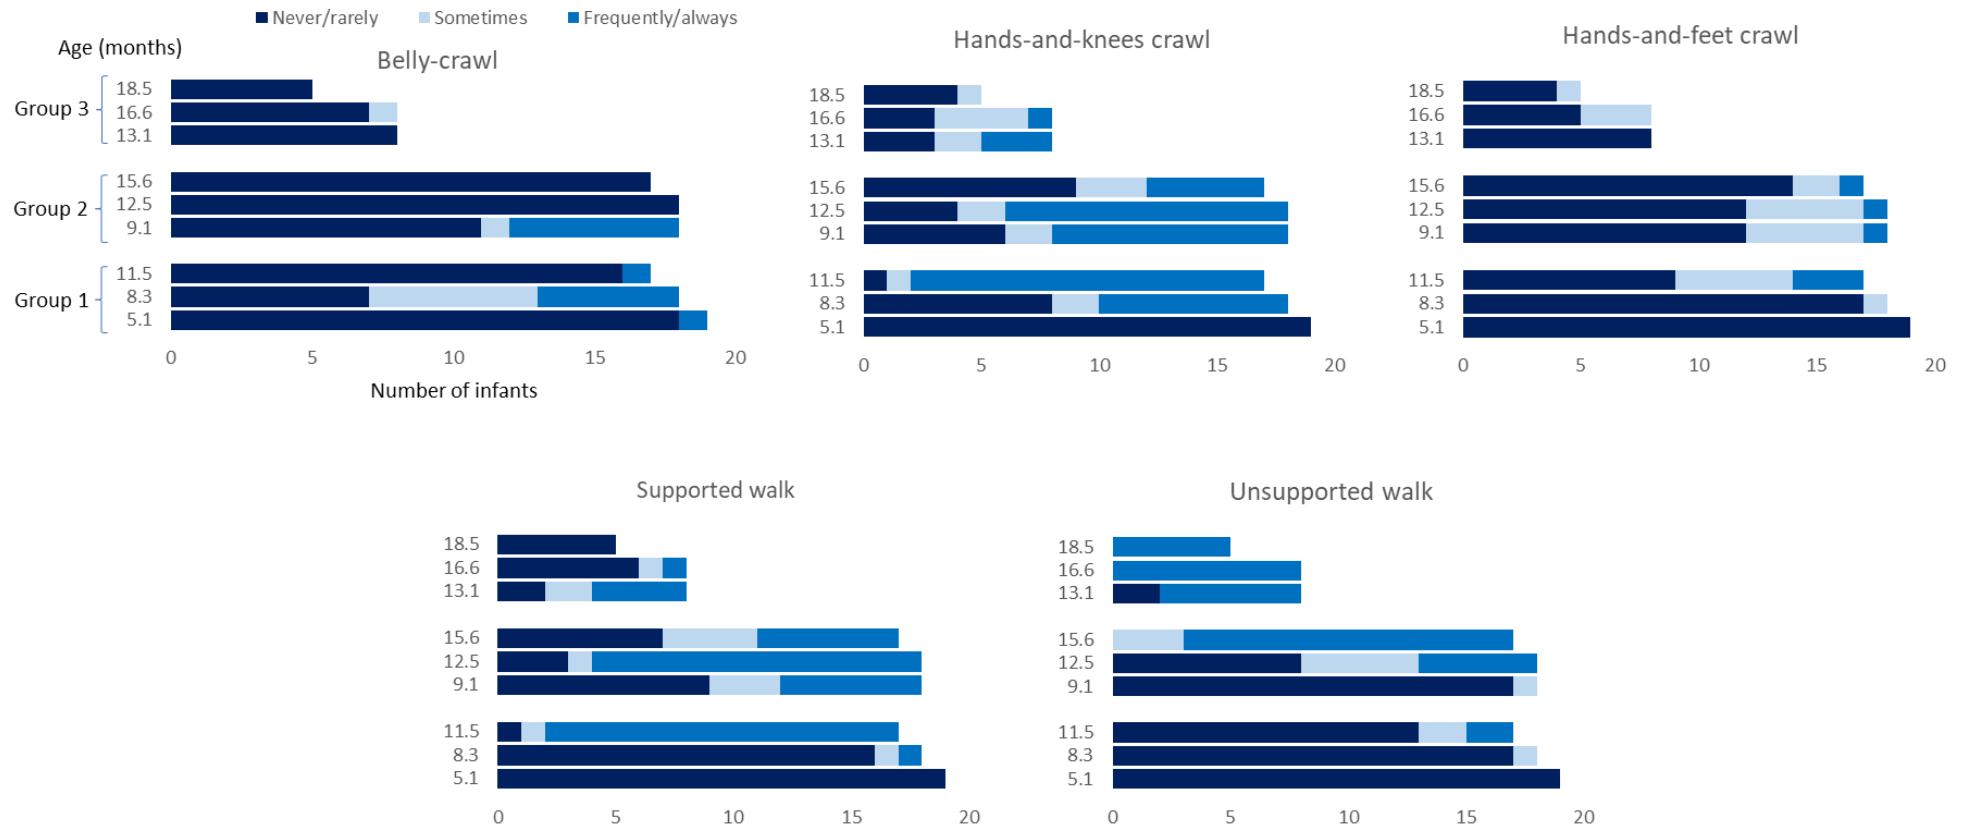 Never/rarely Sometimes Frequently/always
Age (months)
Belly-crawl
Group 3
18.5
16.6
13.1
Group 2
15.6
12.5
9.1
Group 1
11.5
8.3
5.1
0 5 10 15 20
Number of infants
Hands-and-knees crawl
18.5
16.6
13.1
15.6
12.5
9.1
11.5
8.3
5.1
0 5 10 15 20
Hands-and-feet crawl
18.5
16.6
13.1
15.6
12.5
9.1
11.5
8.3
5.1
0 5 10 15 20
Supported walk
18.5
16.6
13.1
15.6
12.5
9.1
11.5
8.3
5.1
0 5 10 15 20
Unsupported walk
18.5
16.6
13.1
15.6
12.5
9.1
11.5
8.3
5.1
0 5 10 15 20